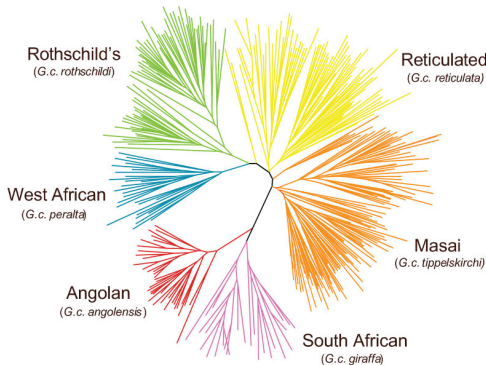 Rothschild's
(G.c. rothschildi)
Reticulated
(G.c. reticulata)
West African
(G.c. peralta)
Masai
(G.c. tippelskirchi)
Angolan
(G.c. angolensis)
South African
(G.c. giraffa)